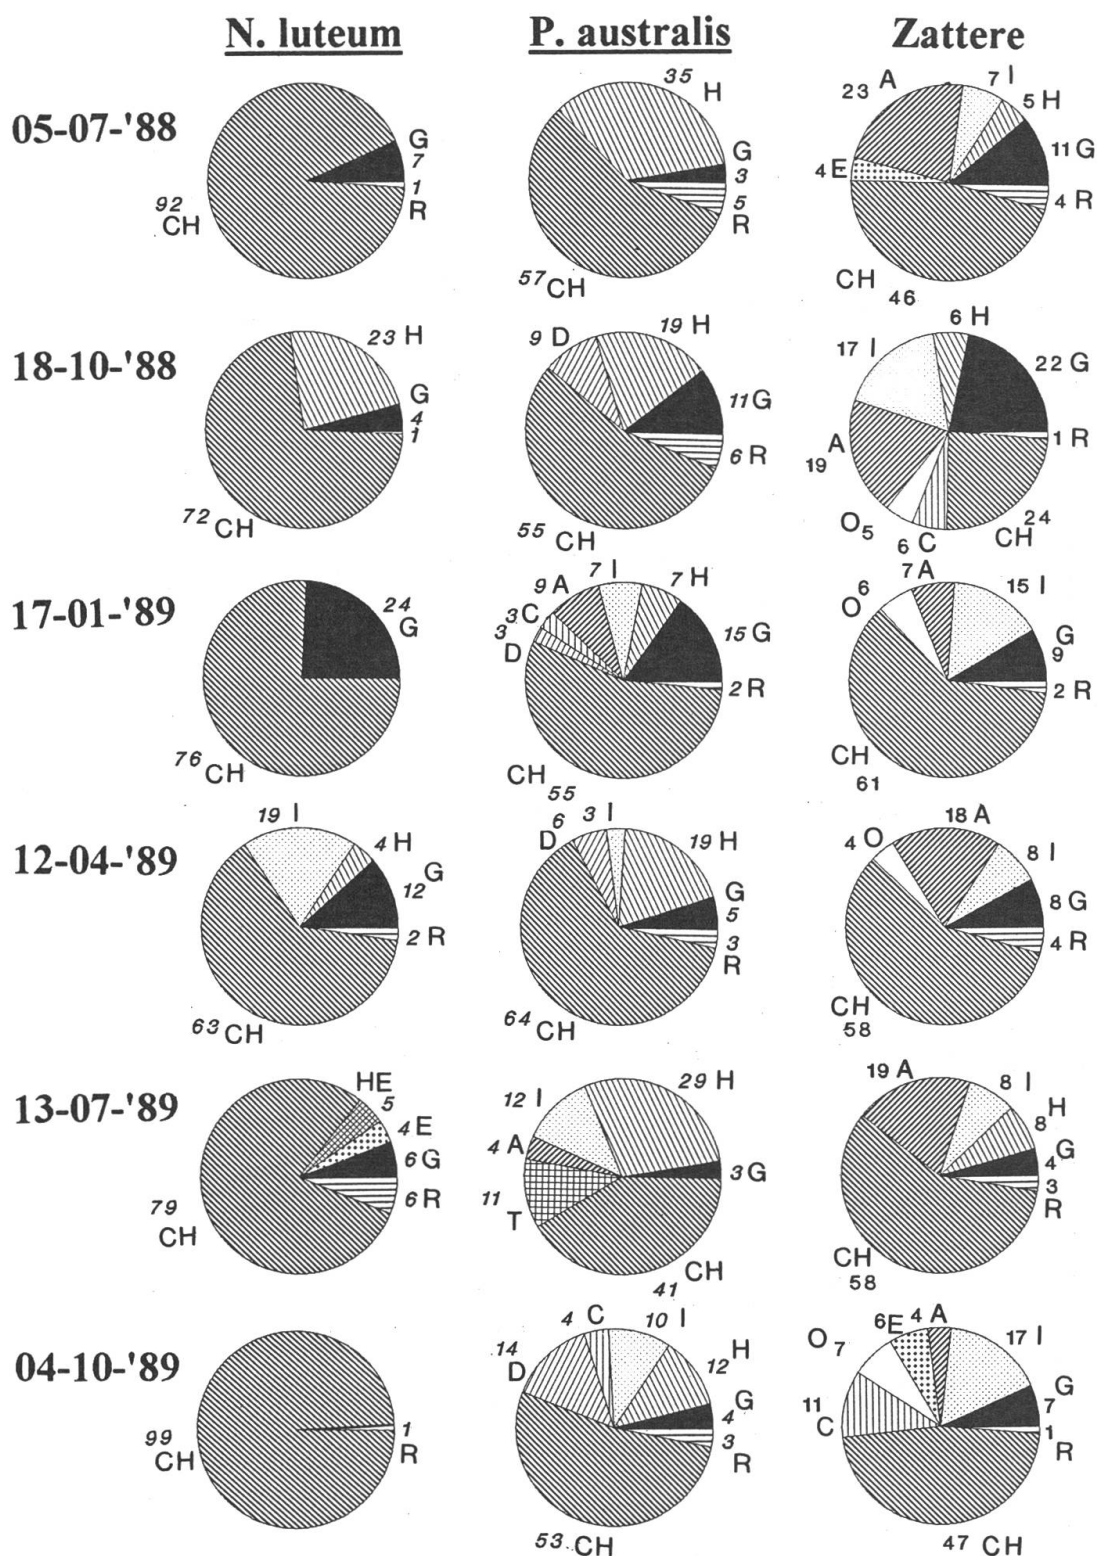 N. luteum P. australis Zattere
05-07-'88
G 7
1 R
92 CH
35 H
G 3
5 R
57 CH
23 A
7 I
5 H
11 G
4 E
4 R
CH 46
18-10-'88
23 H
G 4
1
72 CH
9 D
19 H
11 G
6 R
55 CH
6 H
17 I
22 G
1 R
A 19
O 5
6 C
CH 24
17-01-'89
24 G
76 CH
9 A
7 I
7 H
3 C
3 D
15 G
2 R
CH 55
O 6
7 A
15 I
G 9
2 R
CH 61
12-04-'89
19 I
4 H
G 12
2 R
63 CH
D 6
3 I
19 H
G 5
3 R
64 CH
4 O
18 A
8 I
8 G
4 R
CH 58
13-07-'89
HE 5
4 E
6 G
6 R
79 CH
12 I
29 H
4 A
11 T
3 G
41 CH
19 A
8 I
8 H
4 G
3 R
CH 58
04-10-'89
1 R
99 CH
14 D
4 C
10 I
12 H
4 G
3 R
53 CH
O 7
6 E
4 A
17 I
G 7
1 R
11 C
47 CH